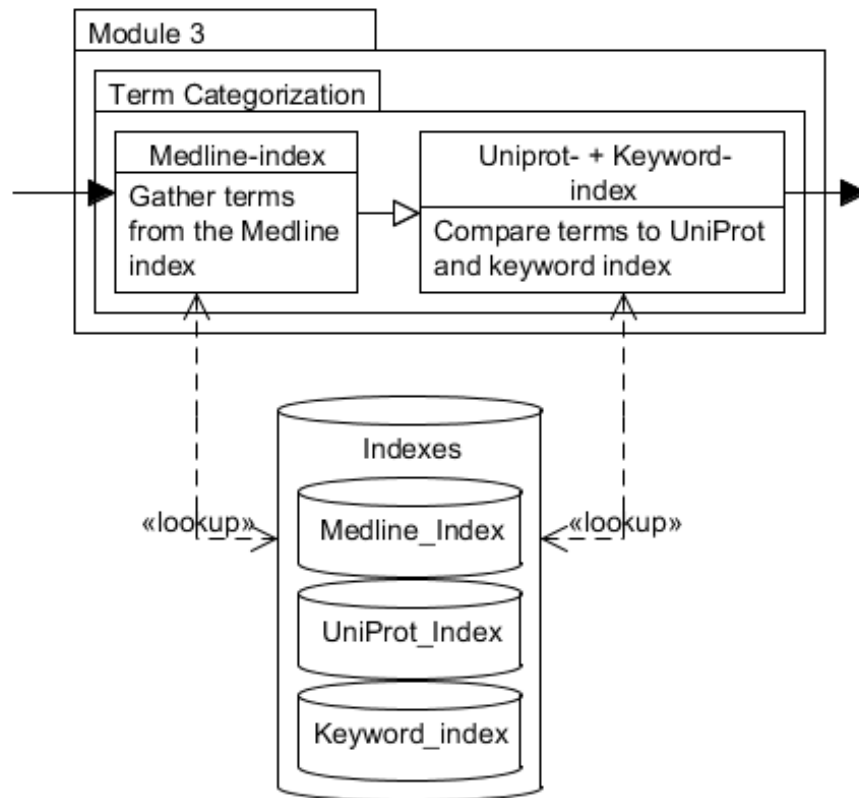 Module 3
Term Categorization
Medline-index
Gather terms
from the Medline
index
Uniprot- + Keyword-
index
Compare terms to UniProt
and keyword index
«lookup»
«lookup»
Indexes
Medline_Index
UniProt_Index
Keyword_index